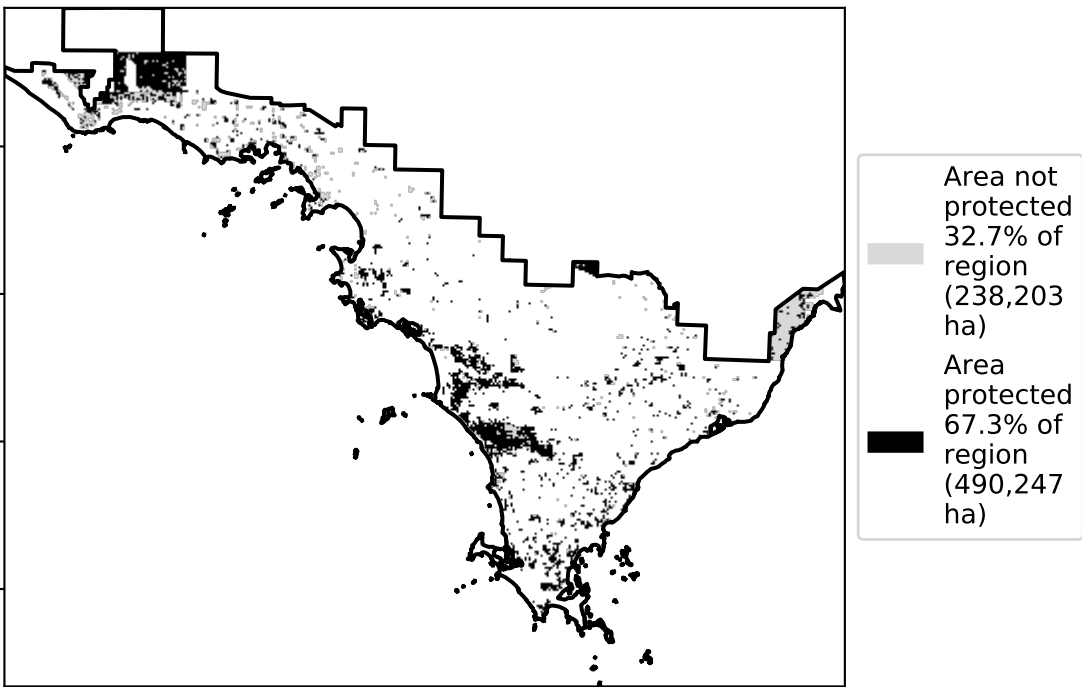 Area not
protected
32.7% of
region
(238,203
ha)
Area
protected
67.3% of
region
(490,247
ha)